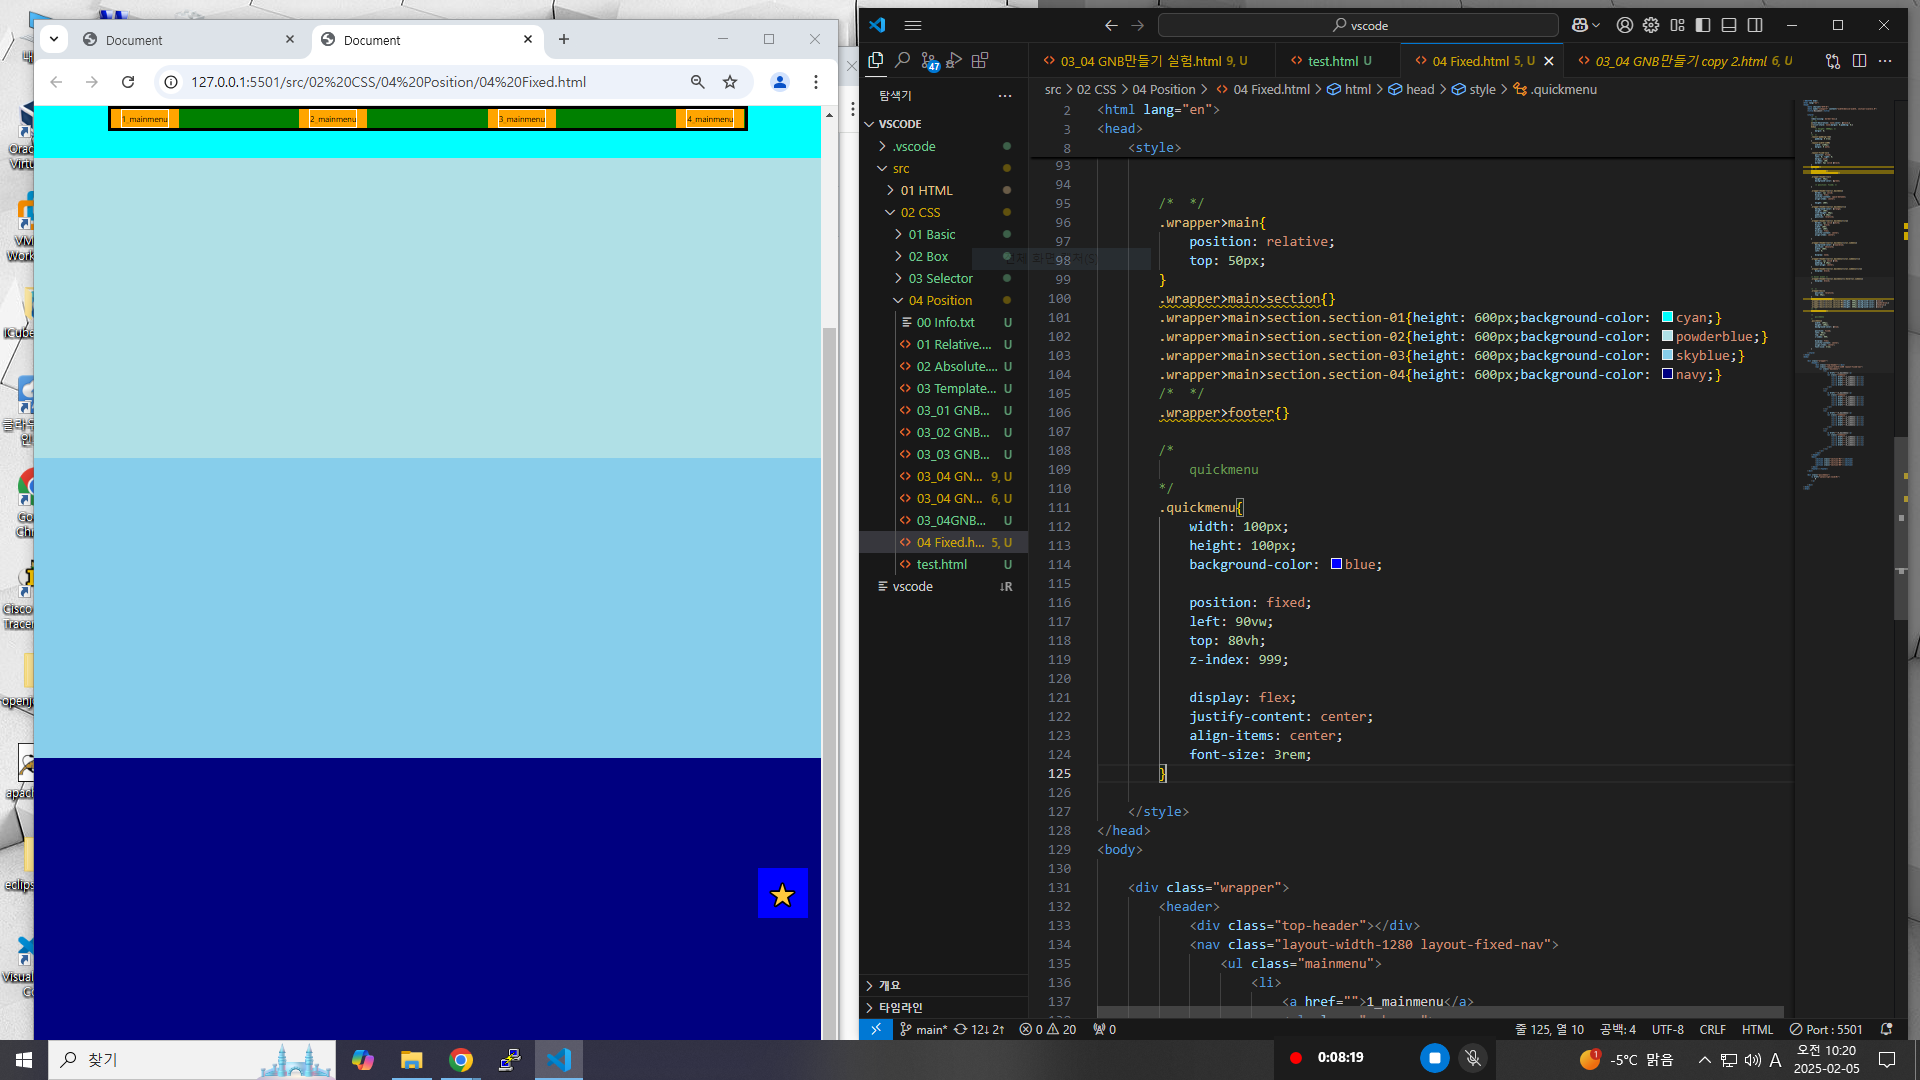 Document
Document
127.0.0.1:5501/src/02%20CSS/04%20Position/04%20Fixed.html
1_mainmenu
2_mainmenu
3_mainmenu
4_mainmenu
vscode
03_04 GNB만들기 실험.html 9, U
test.html U
04 Fixed.html 5, U
03_04 GNB만들기 copy 2.html 6, U
탐색기
src > 02 CSS > 04 Position > 04 Fixed.html > html > head > style > .quickmenu
VSCODE
.vscode
src
01 HTML
02 CSS
01 Basic
02 Box
03 Selector
04 Position
00 Info.txt U
01 Relative.... U
02 Absolute.... U
03 Template... U
03_01 GNB... U
03_02 GNB... U
03_03 GNB... U
03_04 GN... 9, U
03_04 GN... 6, U
03_04GNB... U
04 Fixed.h... 5, U
test.html U
vscode ↓R
개요
타임라인
47
2 <html lang="en">
3 <head>
8 <style>
93
94
95 /*  */
96 .wrapper>main{
97 position: relative;
98 top: 50px;
99 }
100 .wrapper>main>section{}
101 .wrapper>main>section.section-01{height: 600px;background-color: cyan;}
102 .wrapper>main>section.section-02{height: 600px;background-color: powderblue;}
103 .wrapper>main>section.section-03{height: 600px;background-color: skyblue;}
104 .wrapper>main>section.section-04{height: 600px;background-color: navy;}
105 /*  */
106 .wrapper>footer{}
107
108 /*
109 quickmenu
110 */
111 .quickmenu{
112 width: 100px;
113 height: 100px;
114 background-color: blue;
115
116 position: fixed;
117 left: 90vw;
118 top: 80vh;
119 z-index: 999;
120
121 display: flex;
122 justify-content: center;
123 align-items: center;
124 font-size: 3rem;
125 }
126
127 </style>
128 </head>
129 <body>
130
131 <div class="wrapper">
132 <header>
133 <div class="top-header"></div>
134 <nav class="layout-width-1280 layout-fixed-nav">
135 <ul class="mainmenu">
136 <li>
137 <a href="">1_mainmenu</a>
main* 12↓ 2↑ 0 20 0
줄 125, 열 10 공백: 4 UTF-8 CRLF HTML Port : 5501
찾기
0:08:19
-5°C 맑음
A
오전 10:20
2025-02-05